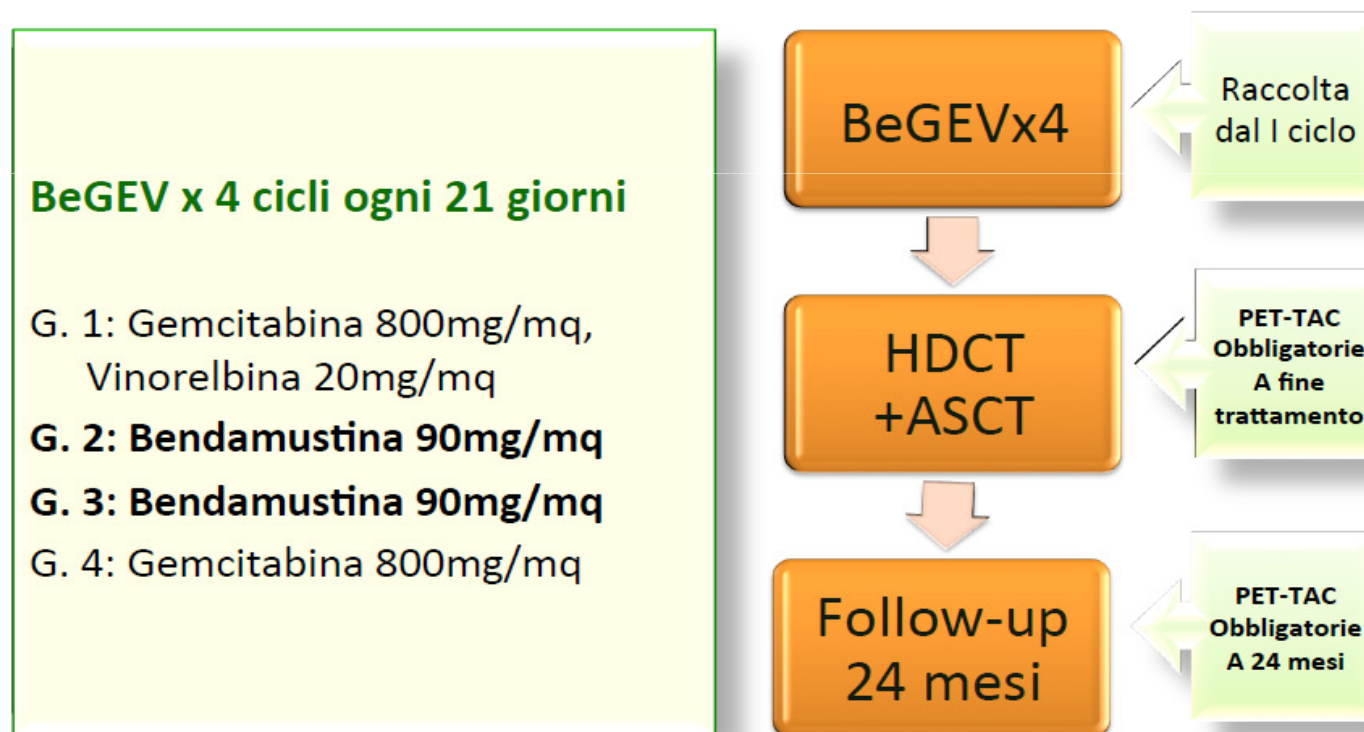 BeGEV x 4 cicli ogni 21 giorni
G. 1: Gemcitabina 800mg/mq,
Vinorelbina 20mg/mq
G. 2: Bendamustina 90mg/mq
G. 3: Bendamustina 90mg/mq
G. 4: Gemcitabina 800mg/mq
BeGEVx4
Raccolta
dal I ciclo
HDCT
+ASCT
PET-TAC
Obbligatorie
A fine
trattamento
Follow-up
24 mesi
PET-TAC
Obbligatorie
A 24 mesi